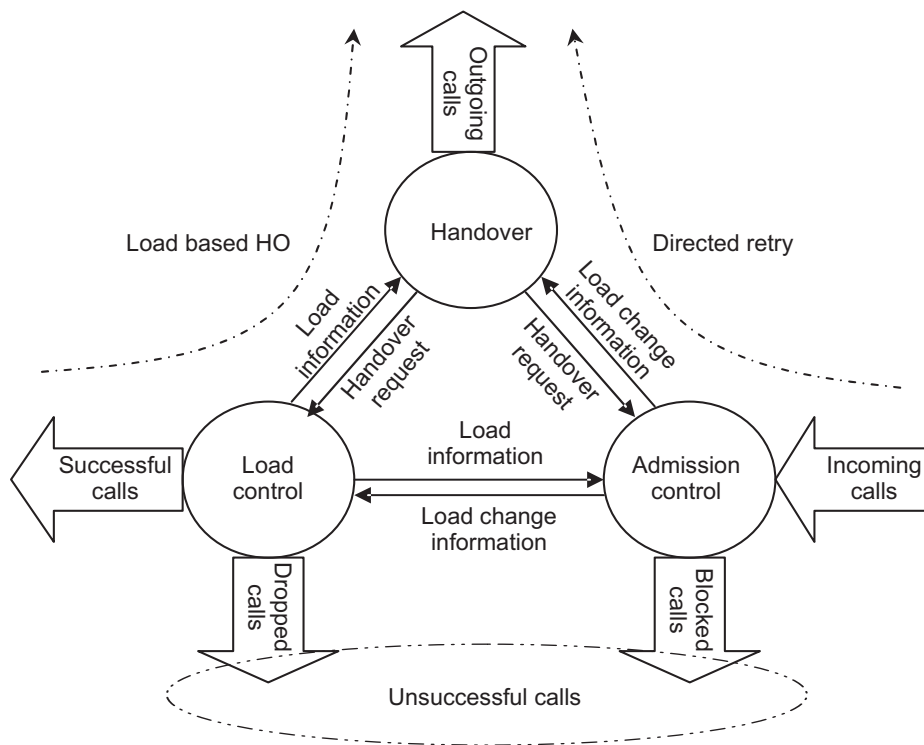 Outgoing
calls
Handover
Load based HO
Directed retry
Load
information
Handover
request
Load change
information
Handover
request
Successful
calls
Load
control
Load
information
Load change
information
Admission
control
Incoming
calls
Dropped
calls
Blocked
calls
Unsuccessful calls